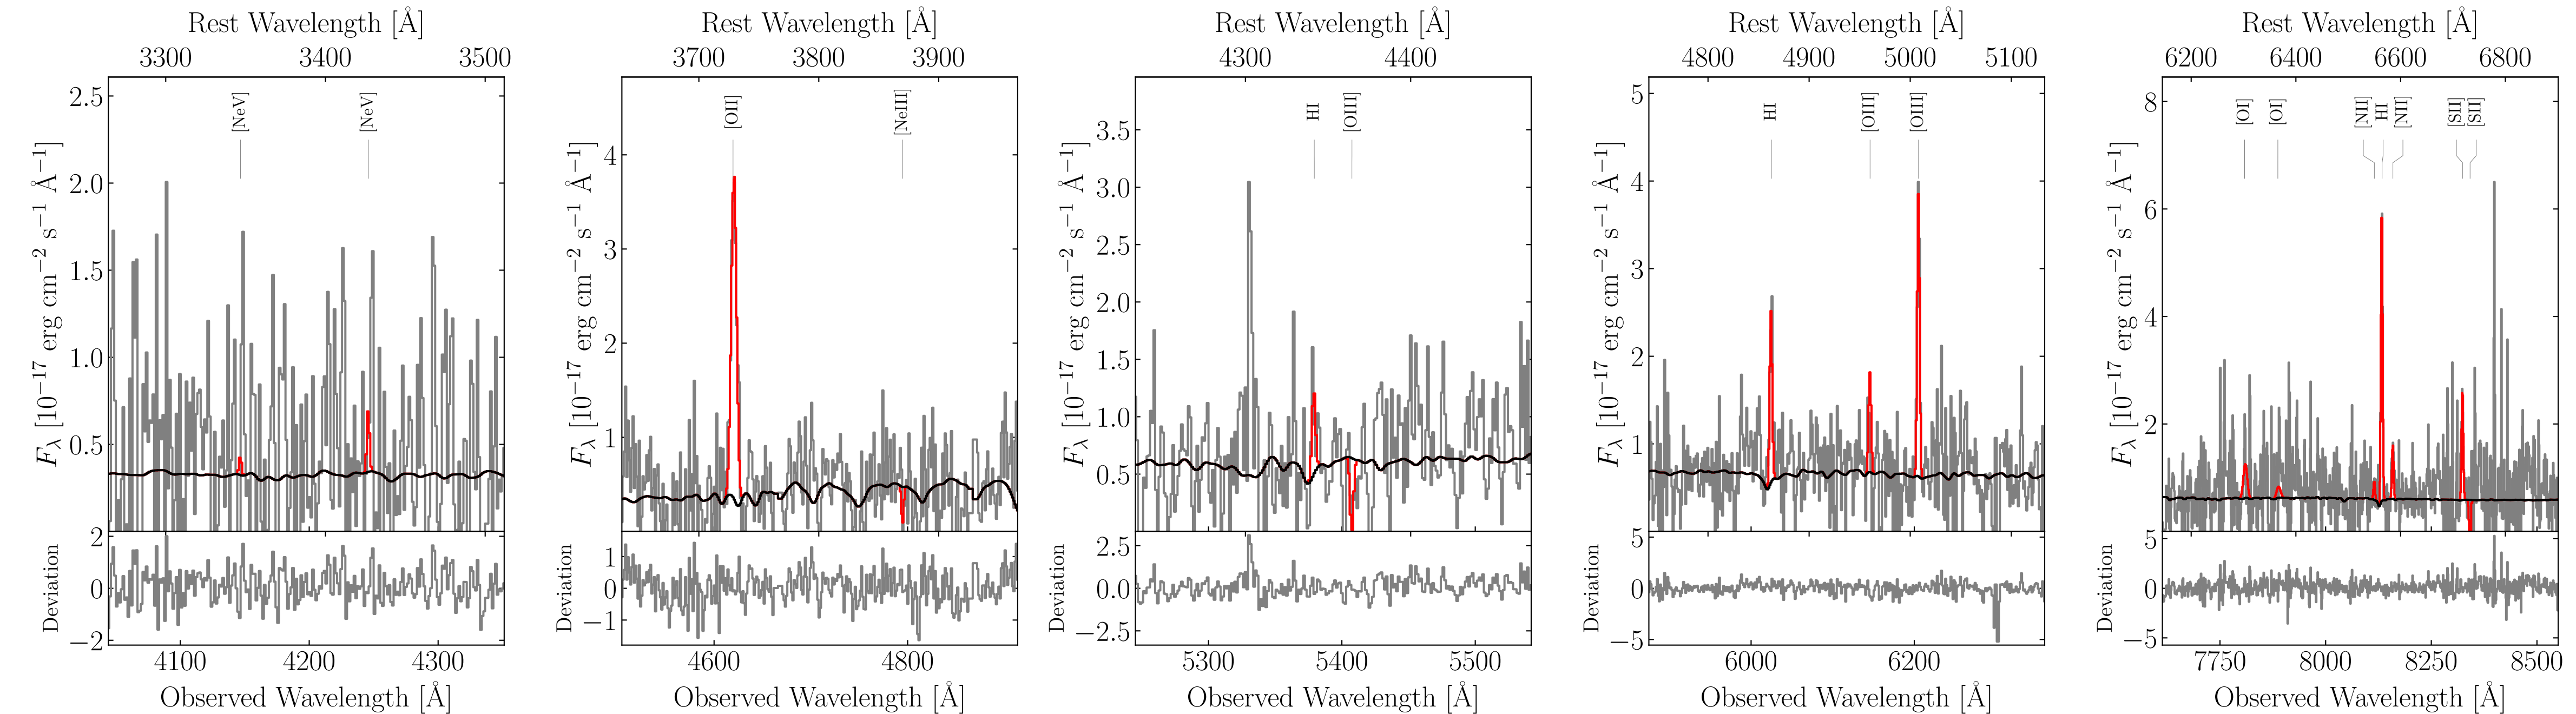 Rest Wavelength [Å] Rest Wavelength [Å] Rest Wavelength [Å] Rest Wavelength [Å] Rest Wavelength [Å]
3300 3400 3500 3700 3800 3900 4300 4400 4800 4900 5000 5100 6200 6400 6600 6800
[NeV] [NeV] [OII] [NeIII] HI [OIII] HI [OIII] [OIII] [OI] [OI] [NII] HI [NII] [SII] [SII]
F_λ [10⁻¹⁷ erg cm⁻² s⁻¹ Å⁻¹]
2.5
2.0
1.5
1.0
0.5
F_λ [10⁻¹⁷ erg cm⁻² s⁻¹ Å⁻¹]
4
3
2
1
F_λ [10⁻¹⁷ erg cm⁻² s⁻¹ Å⁻¹]
3.5
3.0
2.5
2.0
1.5
1.0
0.5
F_λ [10⁻¹⁷ erg cm⁻² s⁻¹ Å⁻¹]
5
4
3
2
1
F_λ [10⁻¹⁷ erg cm⁻² s⁻¹ Å⁻¹]
8
6
4
2
Deviation
2
0
−2
Deviation
1
0
−1
Deviation
2.5
0.0
−2.5
Deviation
5
0
−5
Deviation
5
0
−5
4100 4200 4300 4600 4800 5300 5400 5500 6000 6200 7750 8000 8250 8500
Observed Wavelength [Å] Observed Wavelength [Å] Observed Wavelength [Å] Observed Wavelength [Å] Observed Wavelength [Å]